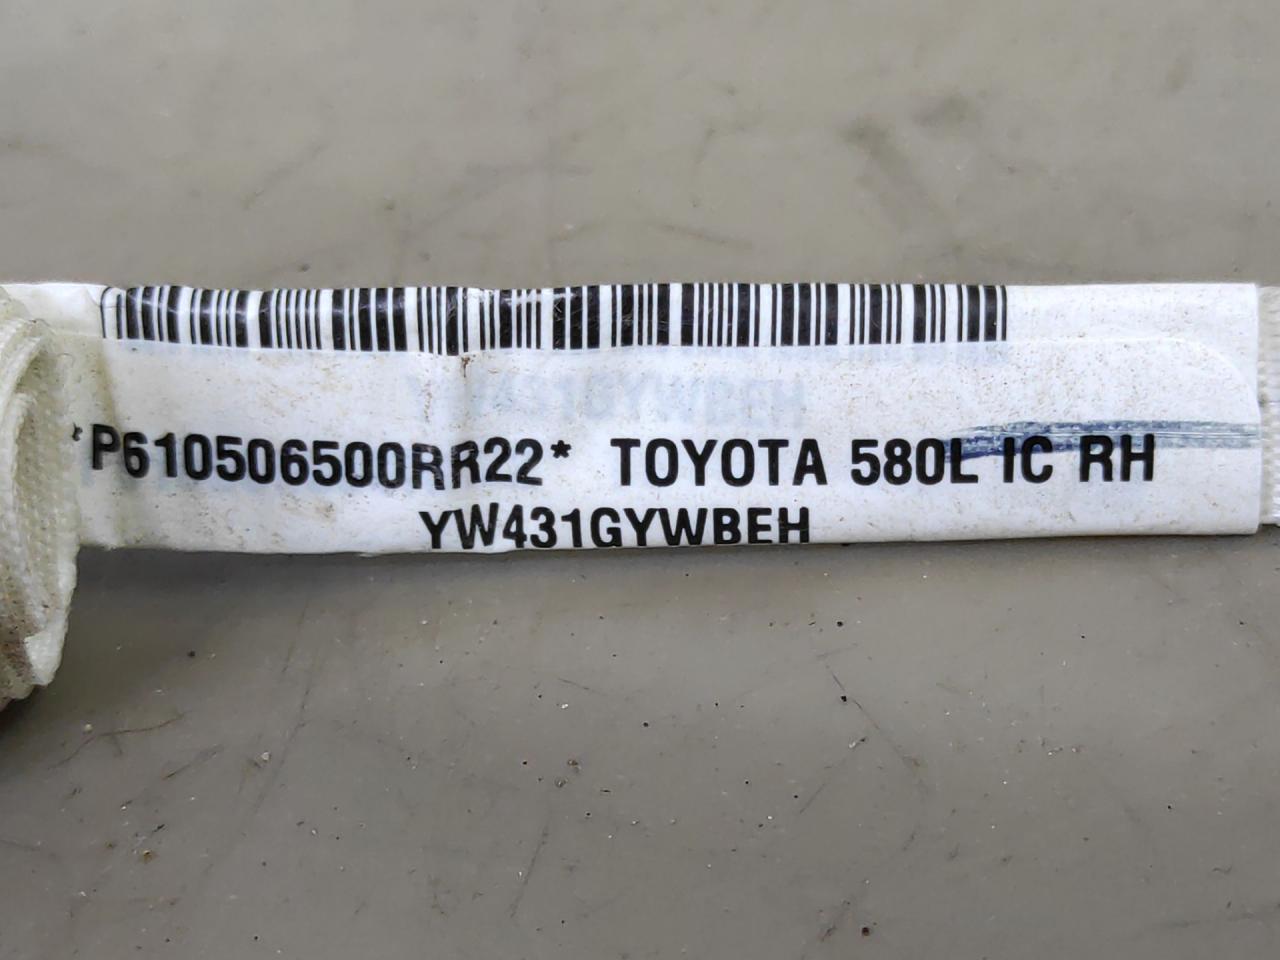 *P610506500RR22* TOYOTA 580L IC RH
YW431GYWBEH